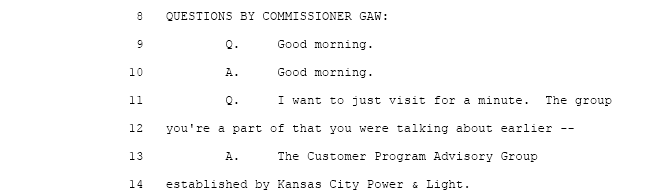 8 QUESTIONS BY COMMISSIONER GAW:
9 Q. Good morning.
10 A. Good morning.
11 Q. I want to just visit for a minute. The group
12 you're a part of that you were talking about earlier --
13 A. The Customer Program Advisory Group
14 established by Kansas City Power & Light.